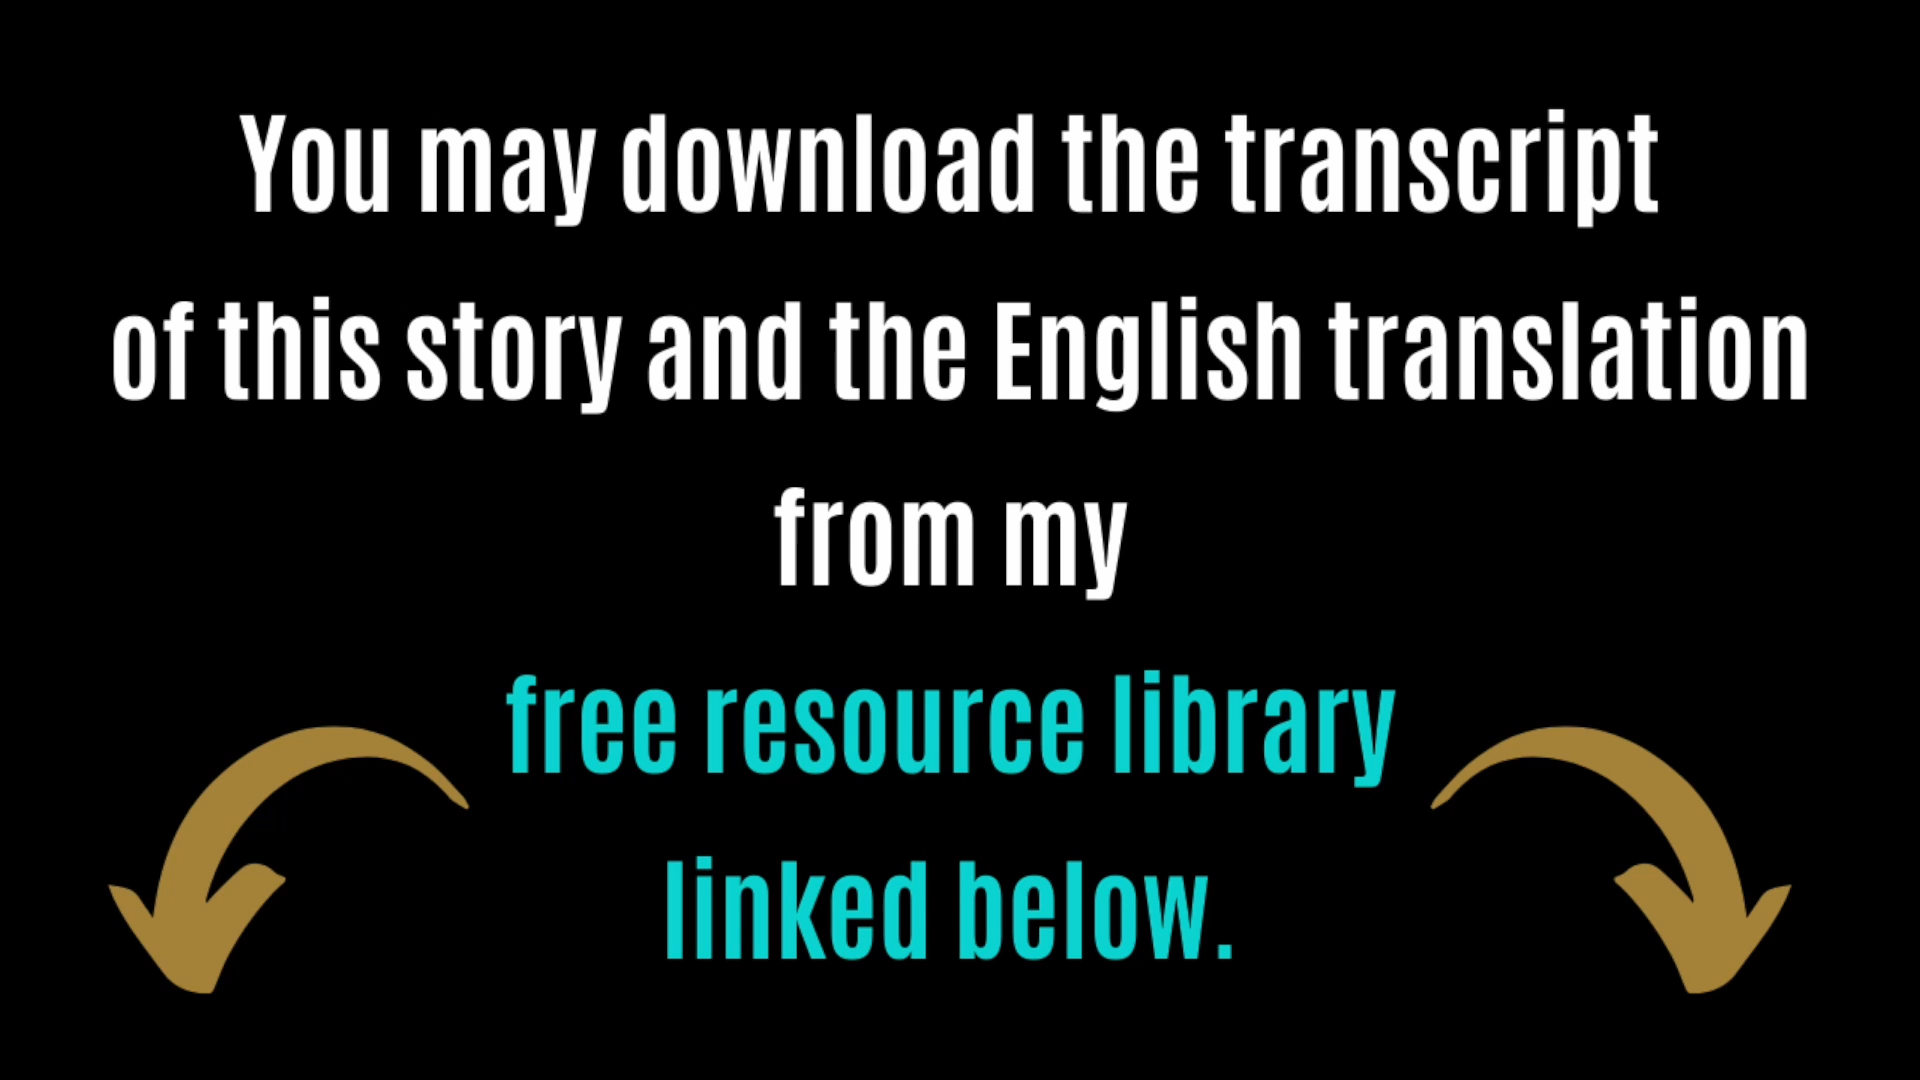 You may download the transcript
of this story and the English translation
from my
free resource library
linked below.